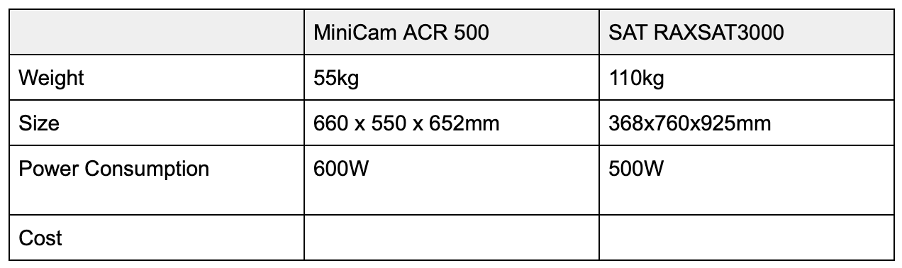 MiniCam ACR 500 SAT RAXSAT3000
Weight 55kg 110kg
Size 660 x 550 x 652mm 368x760x925mm
Power Consumption 600W 500W
Cost